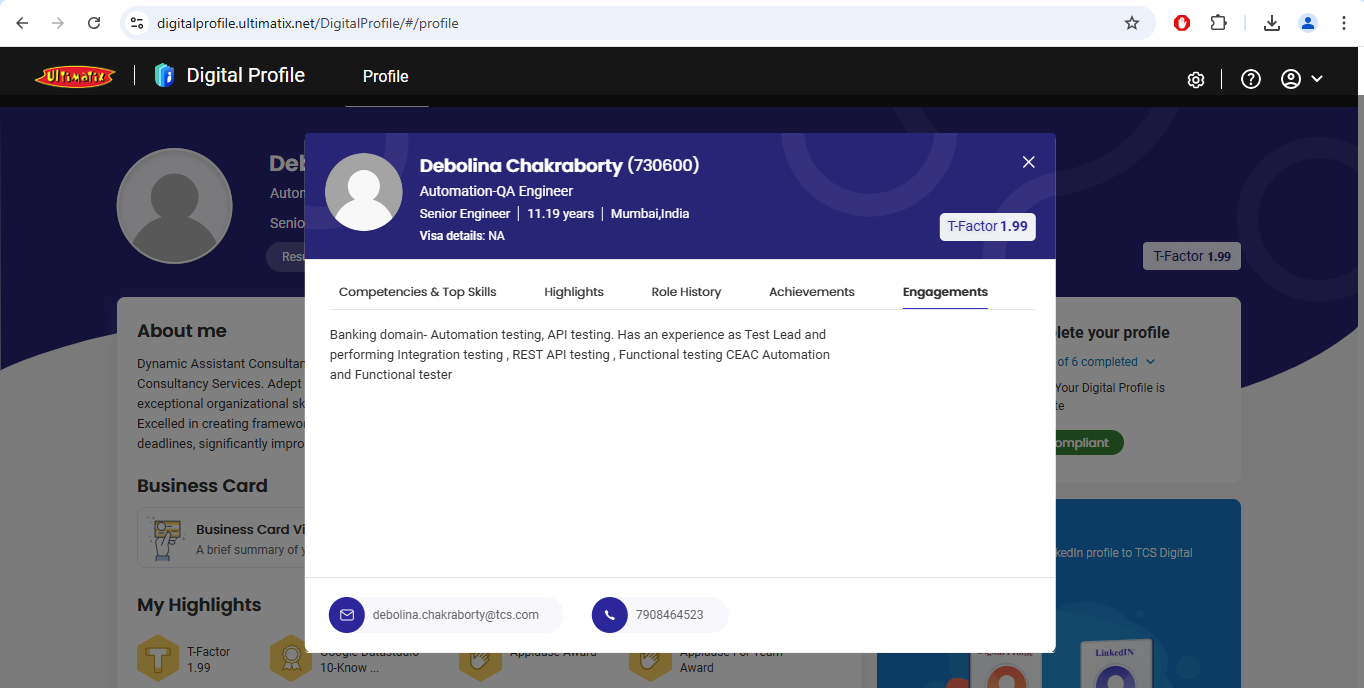 digitalprofile.ultimatix.net/DigitalProfile/#/profile
Ultimatix
Digital Profile
Profile
Debolina Chakraborty (730600)
Automation-QA Engineer
Senior Engineer | 11.19 years | Mumbai,India
Visa details: NA
T-Factor 1.99
T-Factor 1.99
Competencies & Top Skills
Highlights
Role History
Achievements
Engagements
Banking domain- Automation testing, API testing. Has an experience as Test Lead and
performing Integration testing , REST API testing , Functional testing CEAC Automation
and Functional tester
debolina.chakraborty@tcs.com
7908464523
About me
Dynamic Assistant Consultan
Consultancy Services. Adept
exceptional organizational sk
Excelled in creating framewor
deadlines, significantly impro
Business Card
Business Card Vi
A brief summary of y
My Highlights
T-Factor
1.99
Google Datastudio
10-Know ...
Applause Award
Applause For Team
Award
lete your profile
of 6 completed
Your Digital Profile is
te
ompliant
kedIn profile to TCS Digital
Digital Profile
LinkedIN